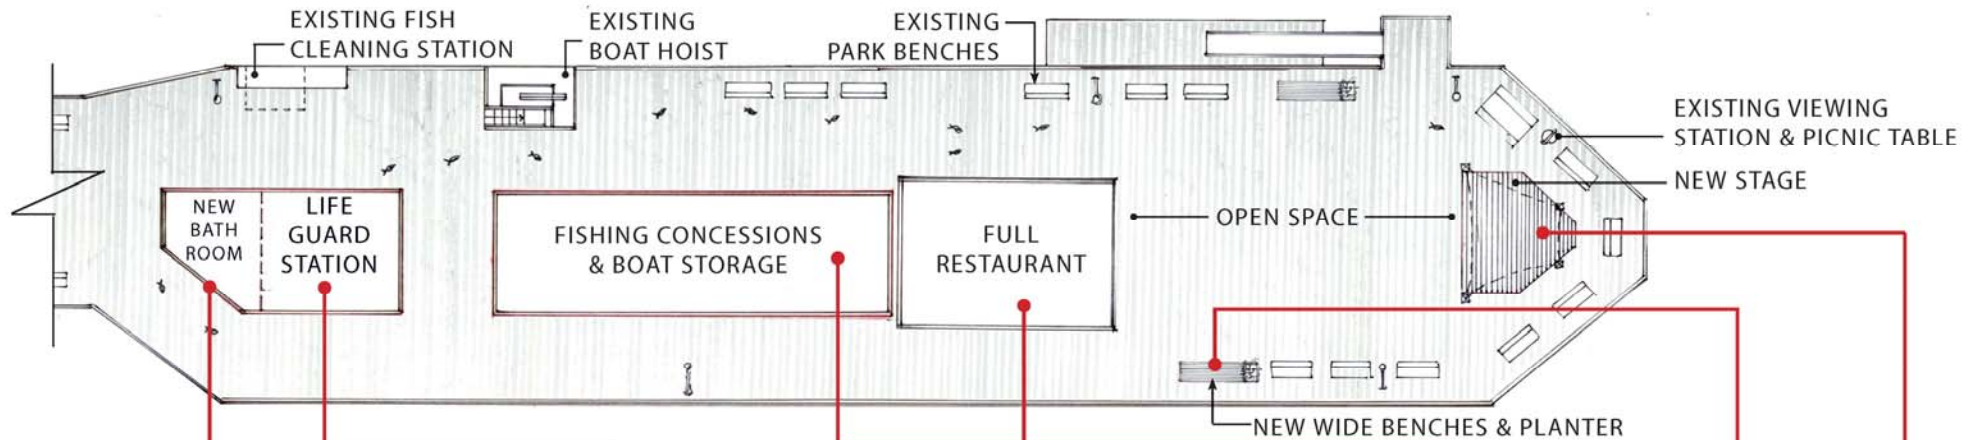 EXISTING FISH
CLEANING STATION
EXISTING
BOAT HOIST
EXISTING
PARK BENCHES
EXISTING VIEWING
STATION & PICNIC TABLE
NEW STAGE
NEW
BATH
ROOM
LIFE
GUARD
STATION
FISHING CONCESSIONS
& BOAT STORAGE
FULL
RESTAURANT
OPEN SPACE
NEW WIDE BENCHES & PLANTER